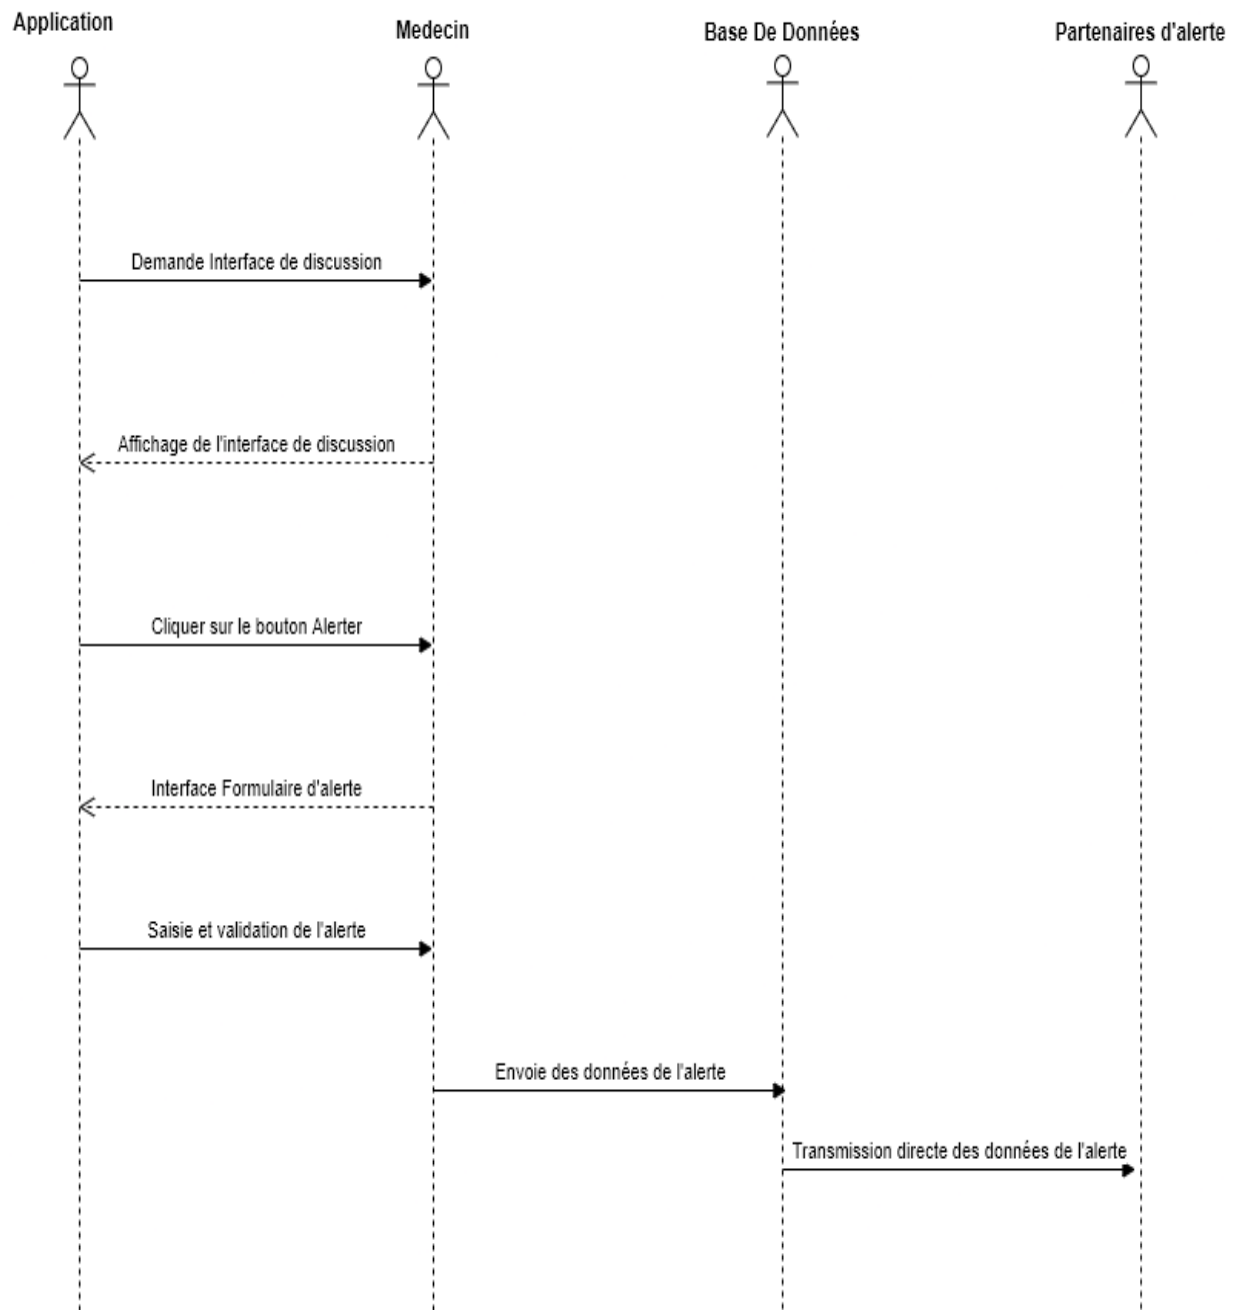 Application
Medecin
Base De Données
Partenaires d'alerte
Demande Interface de discussion
Affichage de l'interface de discussion
Cliquer sur le bouton Alerter
Interface Formulaire d'alerte
Saisie et validation de l'alerte
Envoie des données de l'alerte
Transmission directe des données de l'alerte